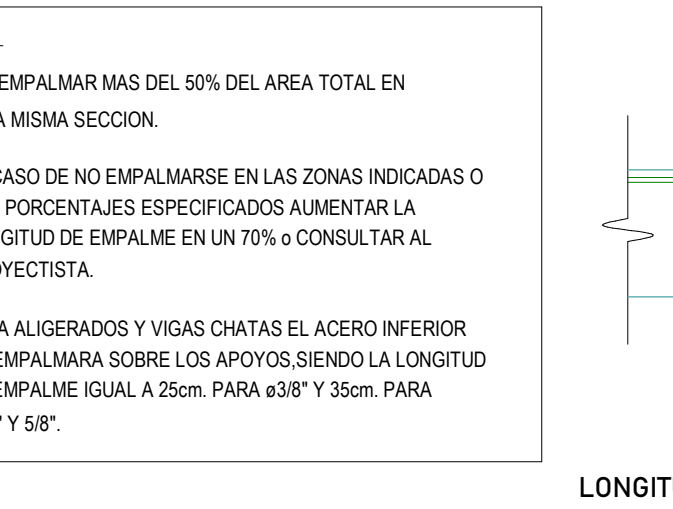 EMPALMAR MAS DEL 50% DEL AREA TOTAL EN
A MISMA SECCION.
CASO DE NO EMPALMARSE EN LAS ZONAS INDICADAS O
PORCENTAJES ESPECIFICADOS AUMENTAR LA
GITUD DE EMPALME EN UN 70% o CONSULTAR AL
OYECTISTA.
A ALIGERADOS Y VIGAS CHATAS EL ACERO INFERIOR
EMPALMARA SOBRE LOS APOYOS,SIENDO LA LONGITUD
EMPALME IGUAL A 25cm. PARA ø3/8" Y 35cm. PARA
" Y 5/8".
LONGIT